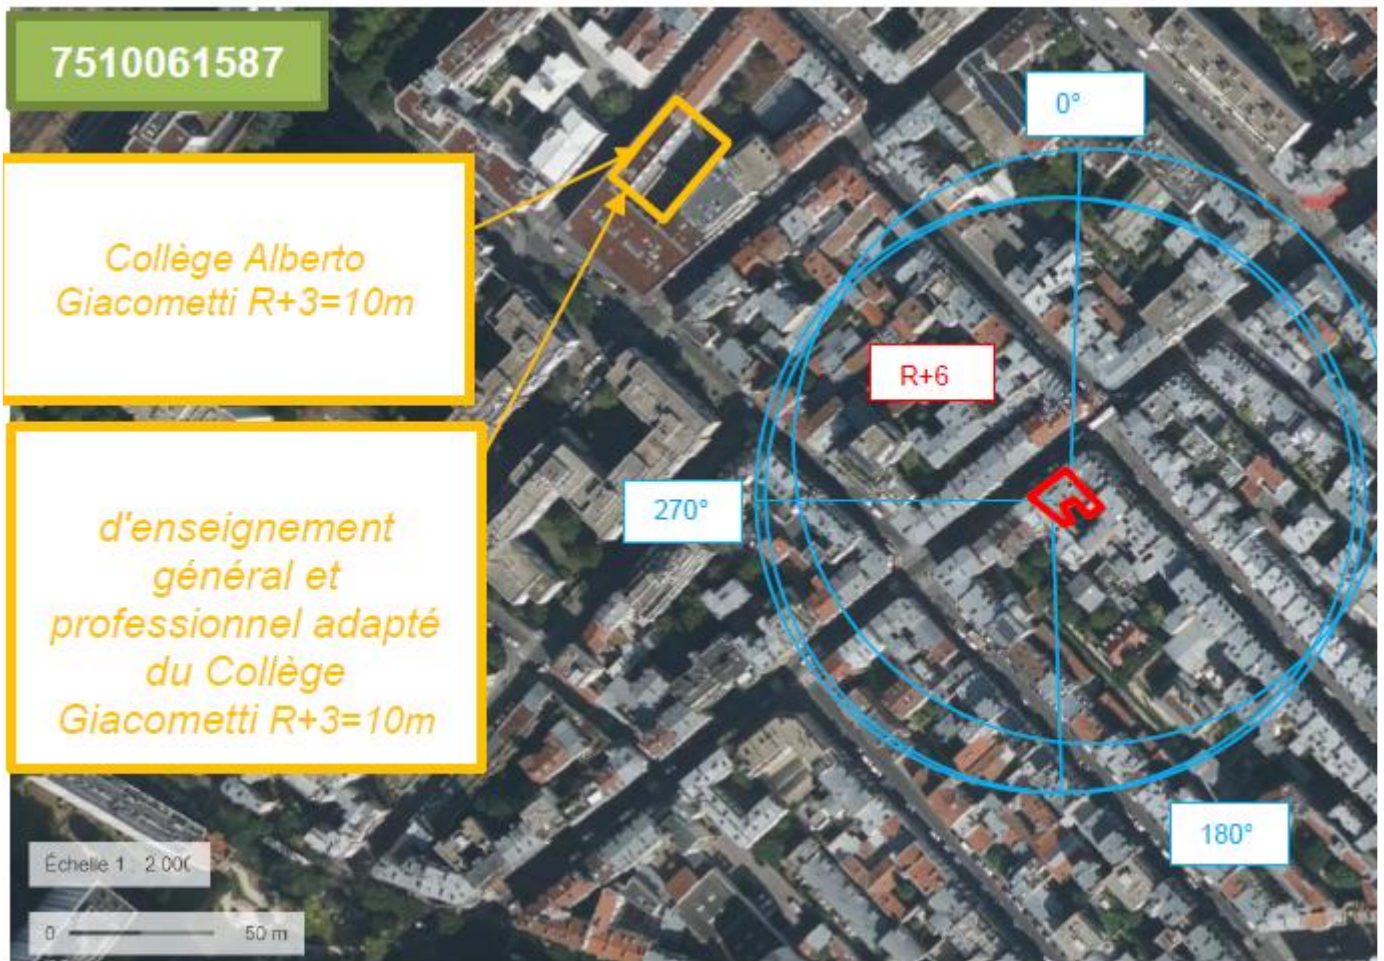 7510061587
0°
Collège Alberto
Giacometti R+3=10m
R+6
d'enseignement
général et
professionnel adapté
du Collège
Giacometti R+3=10m
270°
180°
Échelle 1 : 2 00(
0 50 m